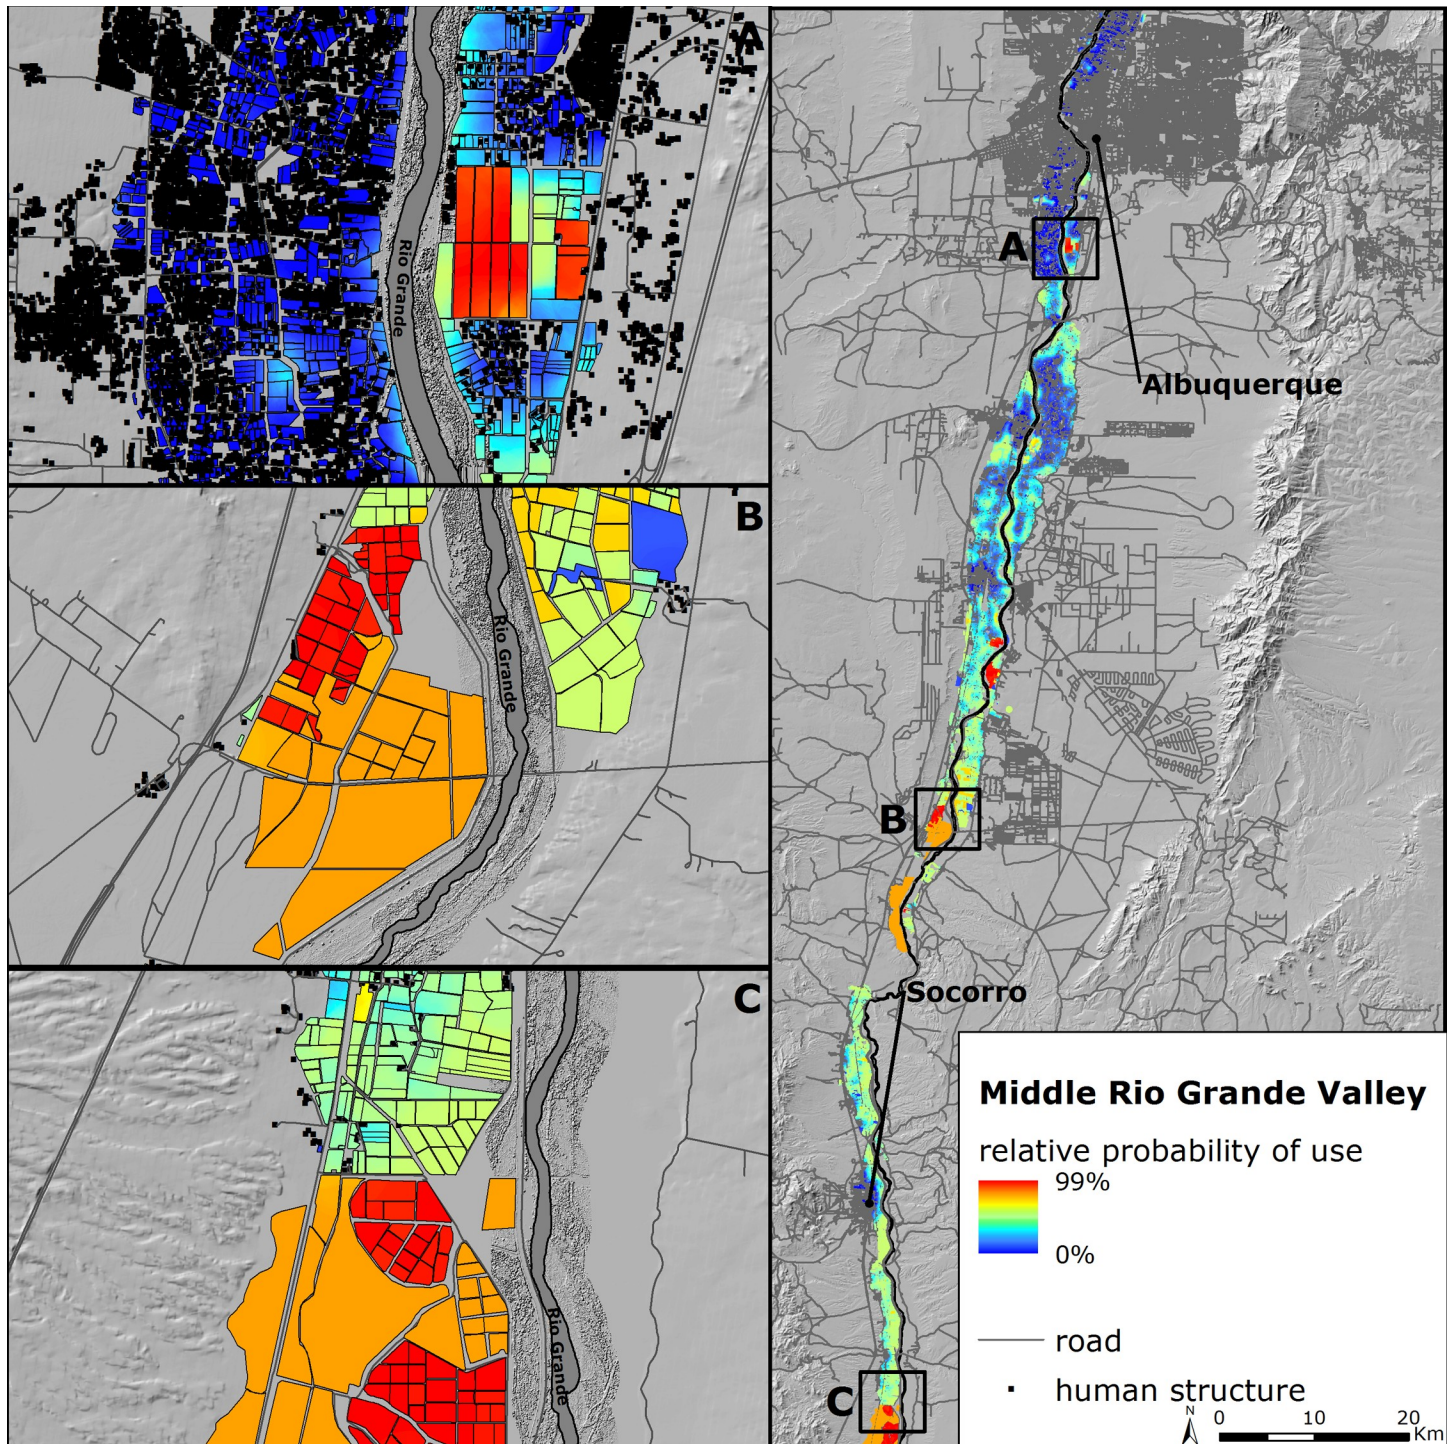 A
Rio Grande
B
Rio Grande
C
Rio Grande
A
Albuquerque
B
Socorro
C
Middle Rio Grande Valley
relative probability of use
99%
0%
road
human structure
N
0 10 20
Km